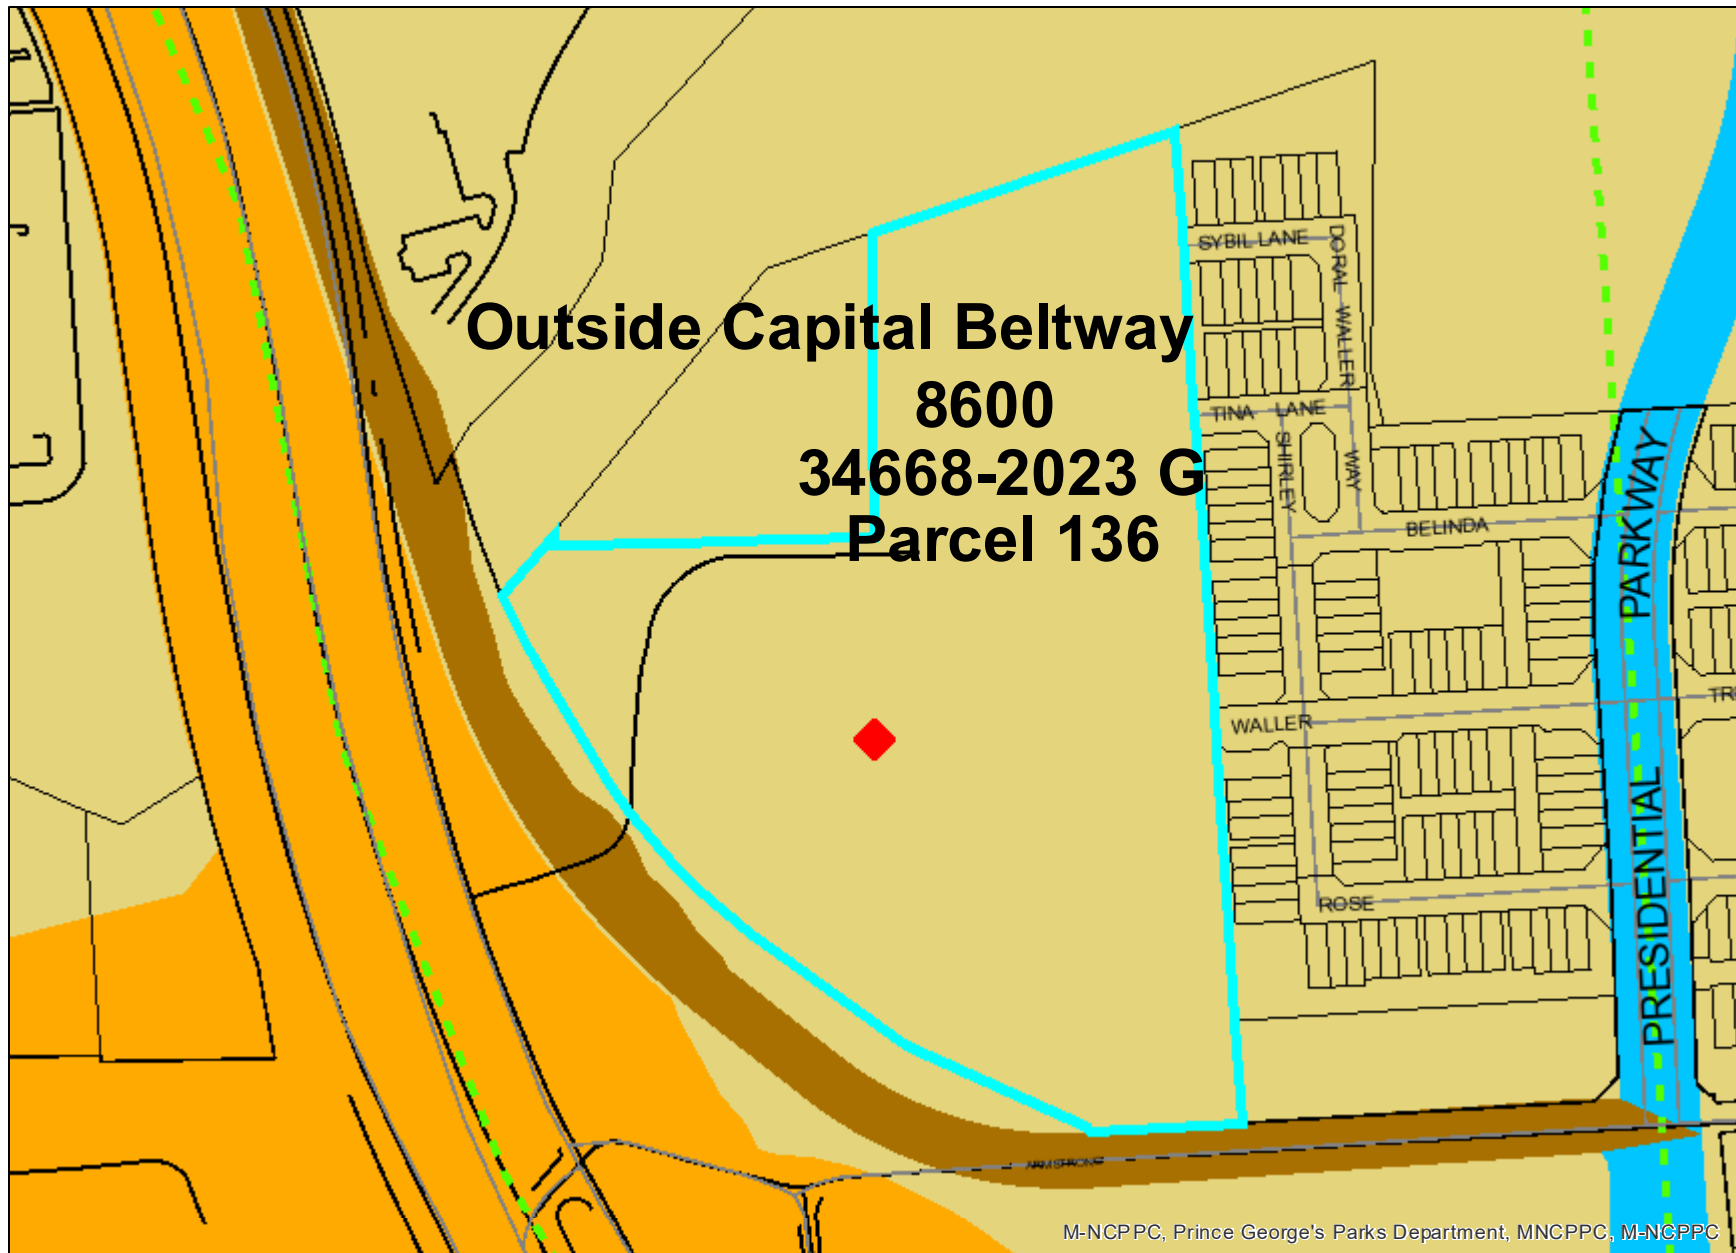 SYBIL LANE
DORAL WALLER
WAY
Outside Capital Beltway
8600
34668-2023 G
Parcel 136
TINA LANE
SHIRLEY
BELINDA
PARKWAY
WALLER
ROSE
PRESIDENTIAL
ARMSTRONG
M-NCPPC, Prince George's Parks Department, MNCPPC, M-NCPPC